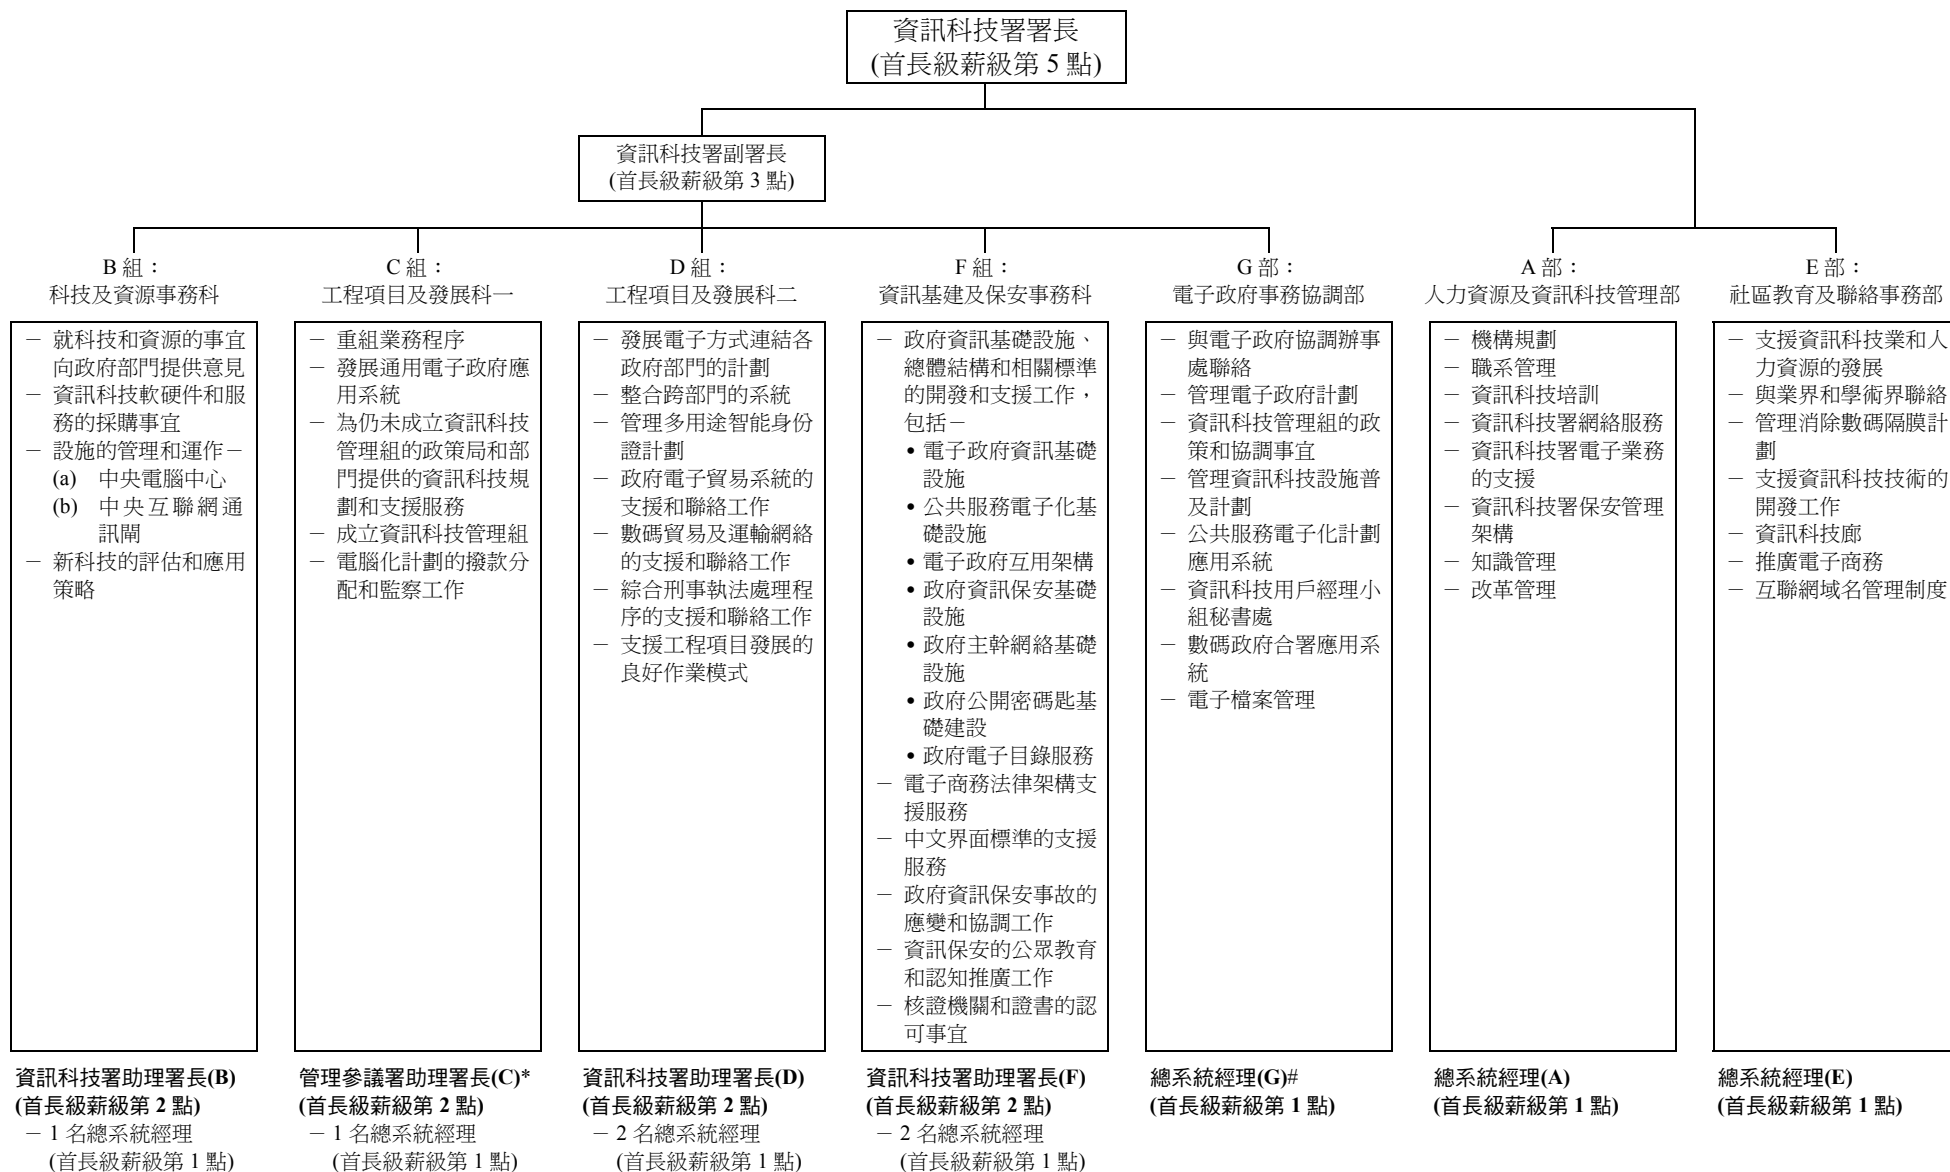 資訊科技署署長
(首長級薪級第 5 點)
資訊科技署副署長
(首長級薪級第 3 點)
B 組：
科技及資源事務科
－ 就科技和資源的事宜
向政府部門提供意見
－ 資訊科技軟硬件和服
務的採購事宜
－ 設施的管理和運作－
(a) 中央電腦中心
(b) 中央互聯網通
訊閘
－ 新科技的評估和應用
策略
資訊科技署助理署長(B)
(首長級薪級第 2 點)
－ 1 名總系統經理
(首長級薪級第 1 點)
C 組：
工程項目及發展科一
－ 重組業務程序
－ 發展通用電子政府應
用系統
－ 為仍未成立資訊科技
管理組的政策局和部
門提供的資訊科技規
劃和支援服務
－ 成立資訊科技管理組
－ 電腦化計劃的撥款分
配和監察工作
管理參議署助理署長(C)*
(首長級薪級第 2 點)
－ 1 名總系統經理
(首長級薪級第 1 點)
D 組：
工程項目及發展科二
－ 發展電子方式連結各
政府部門的計劃
－ 整合跨部門的系統
－ 管理多用途智能身份
證計劃
－ 政府電子貿易系統的
支援和聯絡工作
－ 數碼貿易及運輸網絡
的支援和聯絡工作
－ 綜合刑事執法處理程
序的支援和聯絡工作
－ 支援工程項目發展的
良好作業模式
資訊科技署助理署長(D)
(首長級薪級第 2 點)
－ 2 名總系統經理
(首長級薪級第 1 點)
F 組：
資訊基建及保安事務科
－ 政府資訊基礎設施、
總體結構和相關標準
的開發和支援工作，
包括－
• 電子政府資訊基礎
設施
• 公共服務電子化基
礎設施
• 電子政府互用架構
• 政府資訊保安基礎
設施
• 政府主幹網絡基礎
設施
• 政府公開密碼匙基
礎建設
• 政府電子目錄服務
－ 電子商務法律架構支
援服務
－ 中文界面標準的支援
服務
－ 政府資訊保安事故的
應變和協調工作
－ 資訊保安的公眾教育
和認知推廣工作
－ 核證機關和證書的認
可事宜
資訊科技署助理署長(F)
(首長級薪級第 2 點)
－ 2 名總系統經理
(首長級薪級第 1 點)
G 部：
電子政府事務協調部
－ 與電子政府協調辦事
處聯絡
－ 管理電子政府計劃
－ 資訊科技管理組的政
策和協調事宜
－ 管理資訊科技設施普
及計劃
－ 公共服務電子化計劃
應用系統
－ 資訊科技用戶經理小
組秘書處
－ 數碼政府合署應用系
統
－ 電子檔案管理
總系統經理(G)#
(首長級薪級第 1 點)
A 部：
人力資源及資訊科技管理部
－ 機構規劃
－ 職系管理
－ 資訊科技培訓
－ 資訊科技署網絡服務
－ 資訊科技署電子業務
的支援
－ 資訊科技署保安管理
架構
－ 知識管理
－ 改革管理
總系統經理(A)
(首長級薪級第 1 點)
E 部：
社區教育及聯絡事務部
－ 支援資訊科技業和人
力資源的發展
－ 與業界和學術界聯絡
－ 管理消除數碼隔膜計
劃
－ 支援資訊科技技術的
開發工作
－ 資訊科技廊
－ 推廣電子商務
－ 互聯網域名管理制度
總系統經理(E)
(首長級薪級第 1 點)